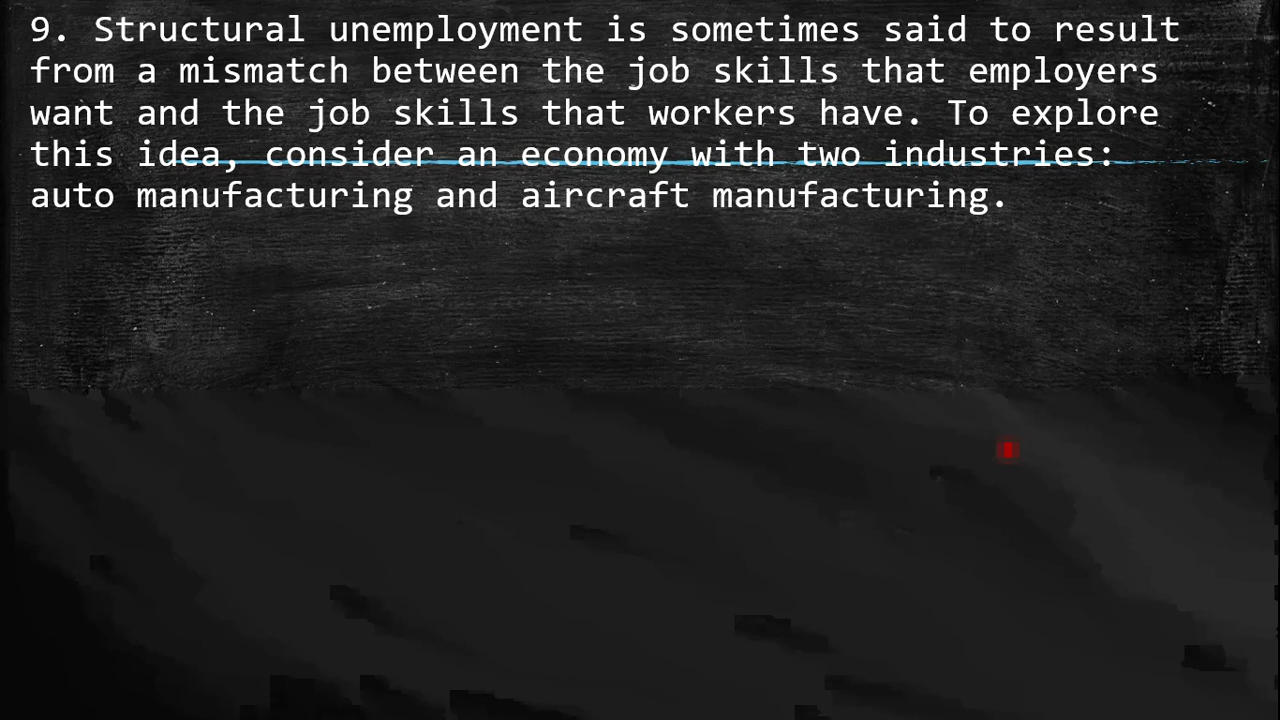 9. Structural unemployment is sometimes said to result
from a mismatch between the job skills that employers
want and the job skills that workers have. To explore
this idea, consider an economy with two industries:
auto manufacturing and aircraft manufacturing.